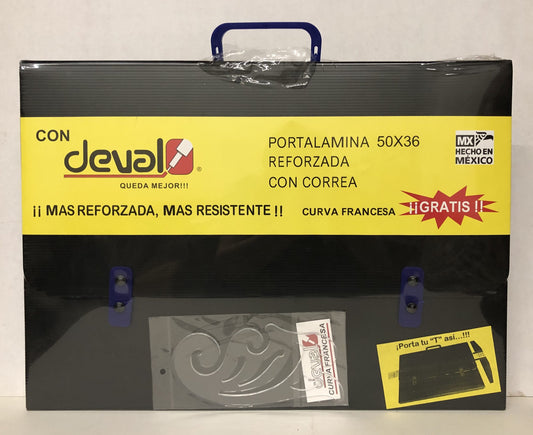 CON
deval
®
QUEDA MEJOR!!!
PORTALAMINA 50X36
REFORZADA
CON CORREA
MX
HECHO EN
MÉXICO
¡¡ MAS REFORZADA, MAS RESISTENTE !!
CURVA FRANCESA
¡¡GRATIS !!
deval
CURVA FRANCESA
¡Porta tu "T" asi...!!!